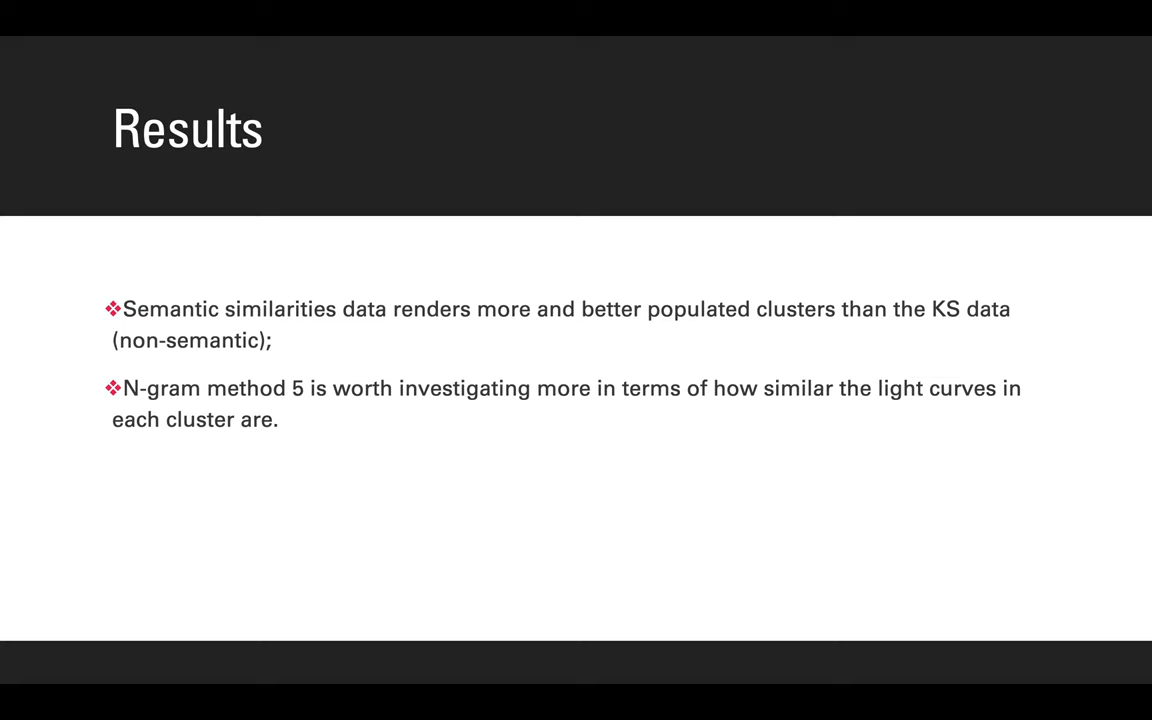 Results
❖Semantic similarities data renders more and better populated clusters than the KS data
(non-semantic);
❖N-gram method 5 is worth investigating more in terms of how similar the light curves in
each cluster are.